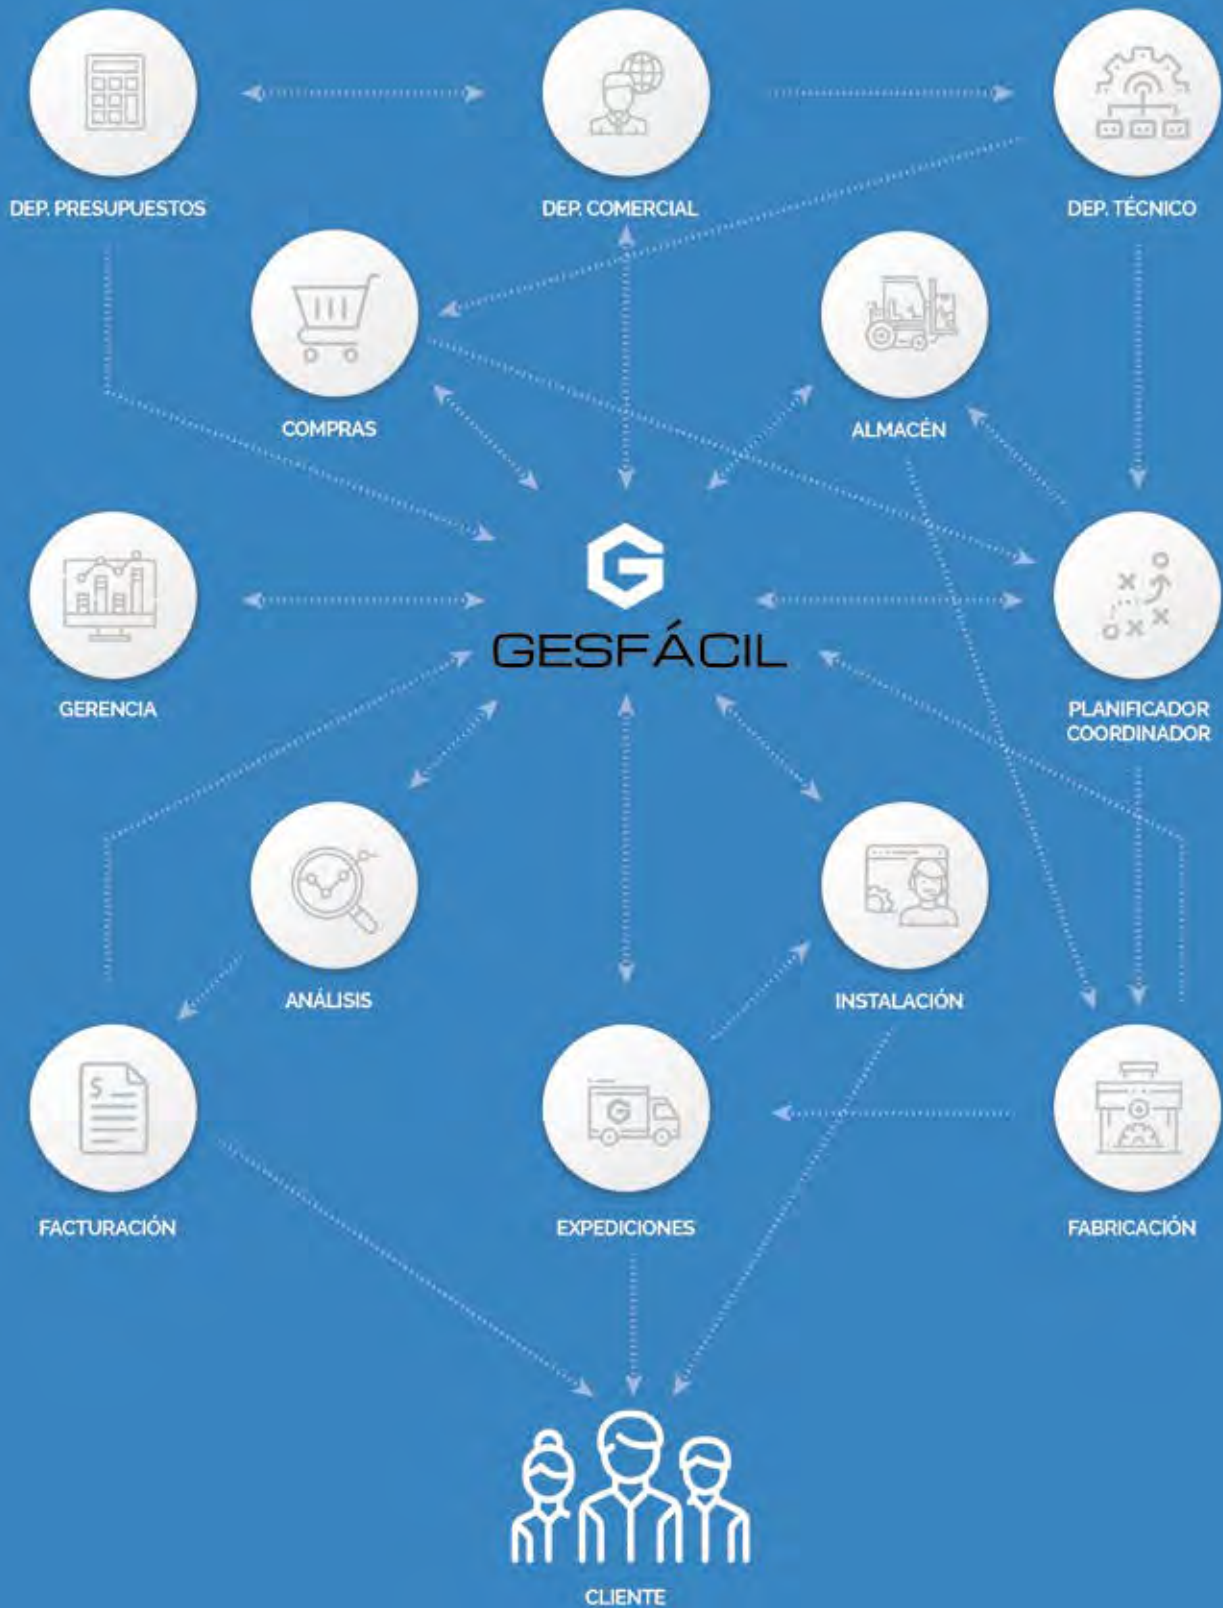 DEP. PRESUPUESTOS
DEP. COMERCIAL
DEP. TÉCNICO
COMPRAS
ALMACÉN
G
GESFÁCIL
GERENCIA
PLANIFICADOR
COORDINADOR
ANÁLISIS
INSTALACIÓN
$
G
FACTURACIÓN
EXPEDICIONES
FABRICACIÓN
CLIENTE